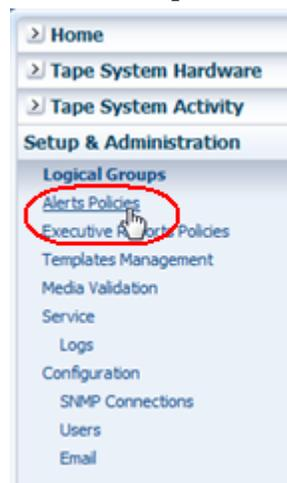 Home
Tape System Hardware
Tape System Activity
Setup & Administration
Logical Groups
Alerts Policies
Executive Reports Policies
Templates Management
Media Validation
Service
Logs
Configuration
SNMP Connections
Users
Email